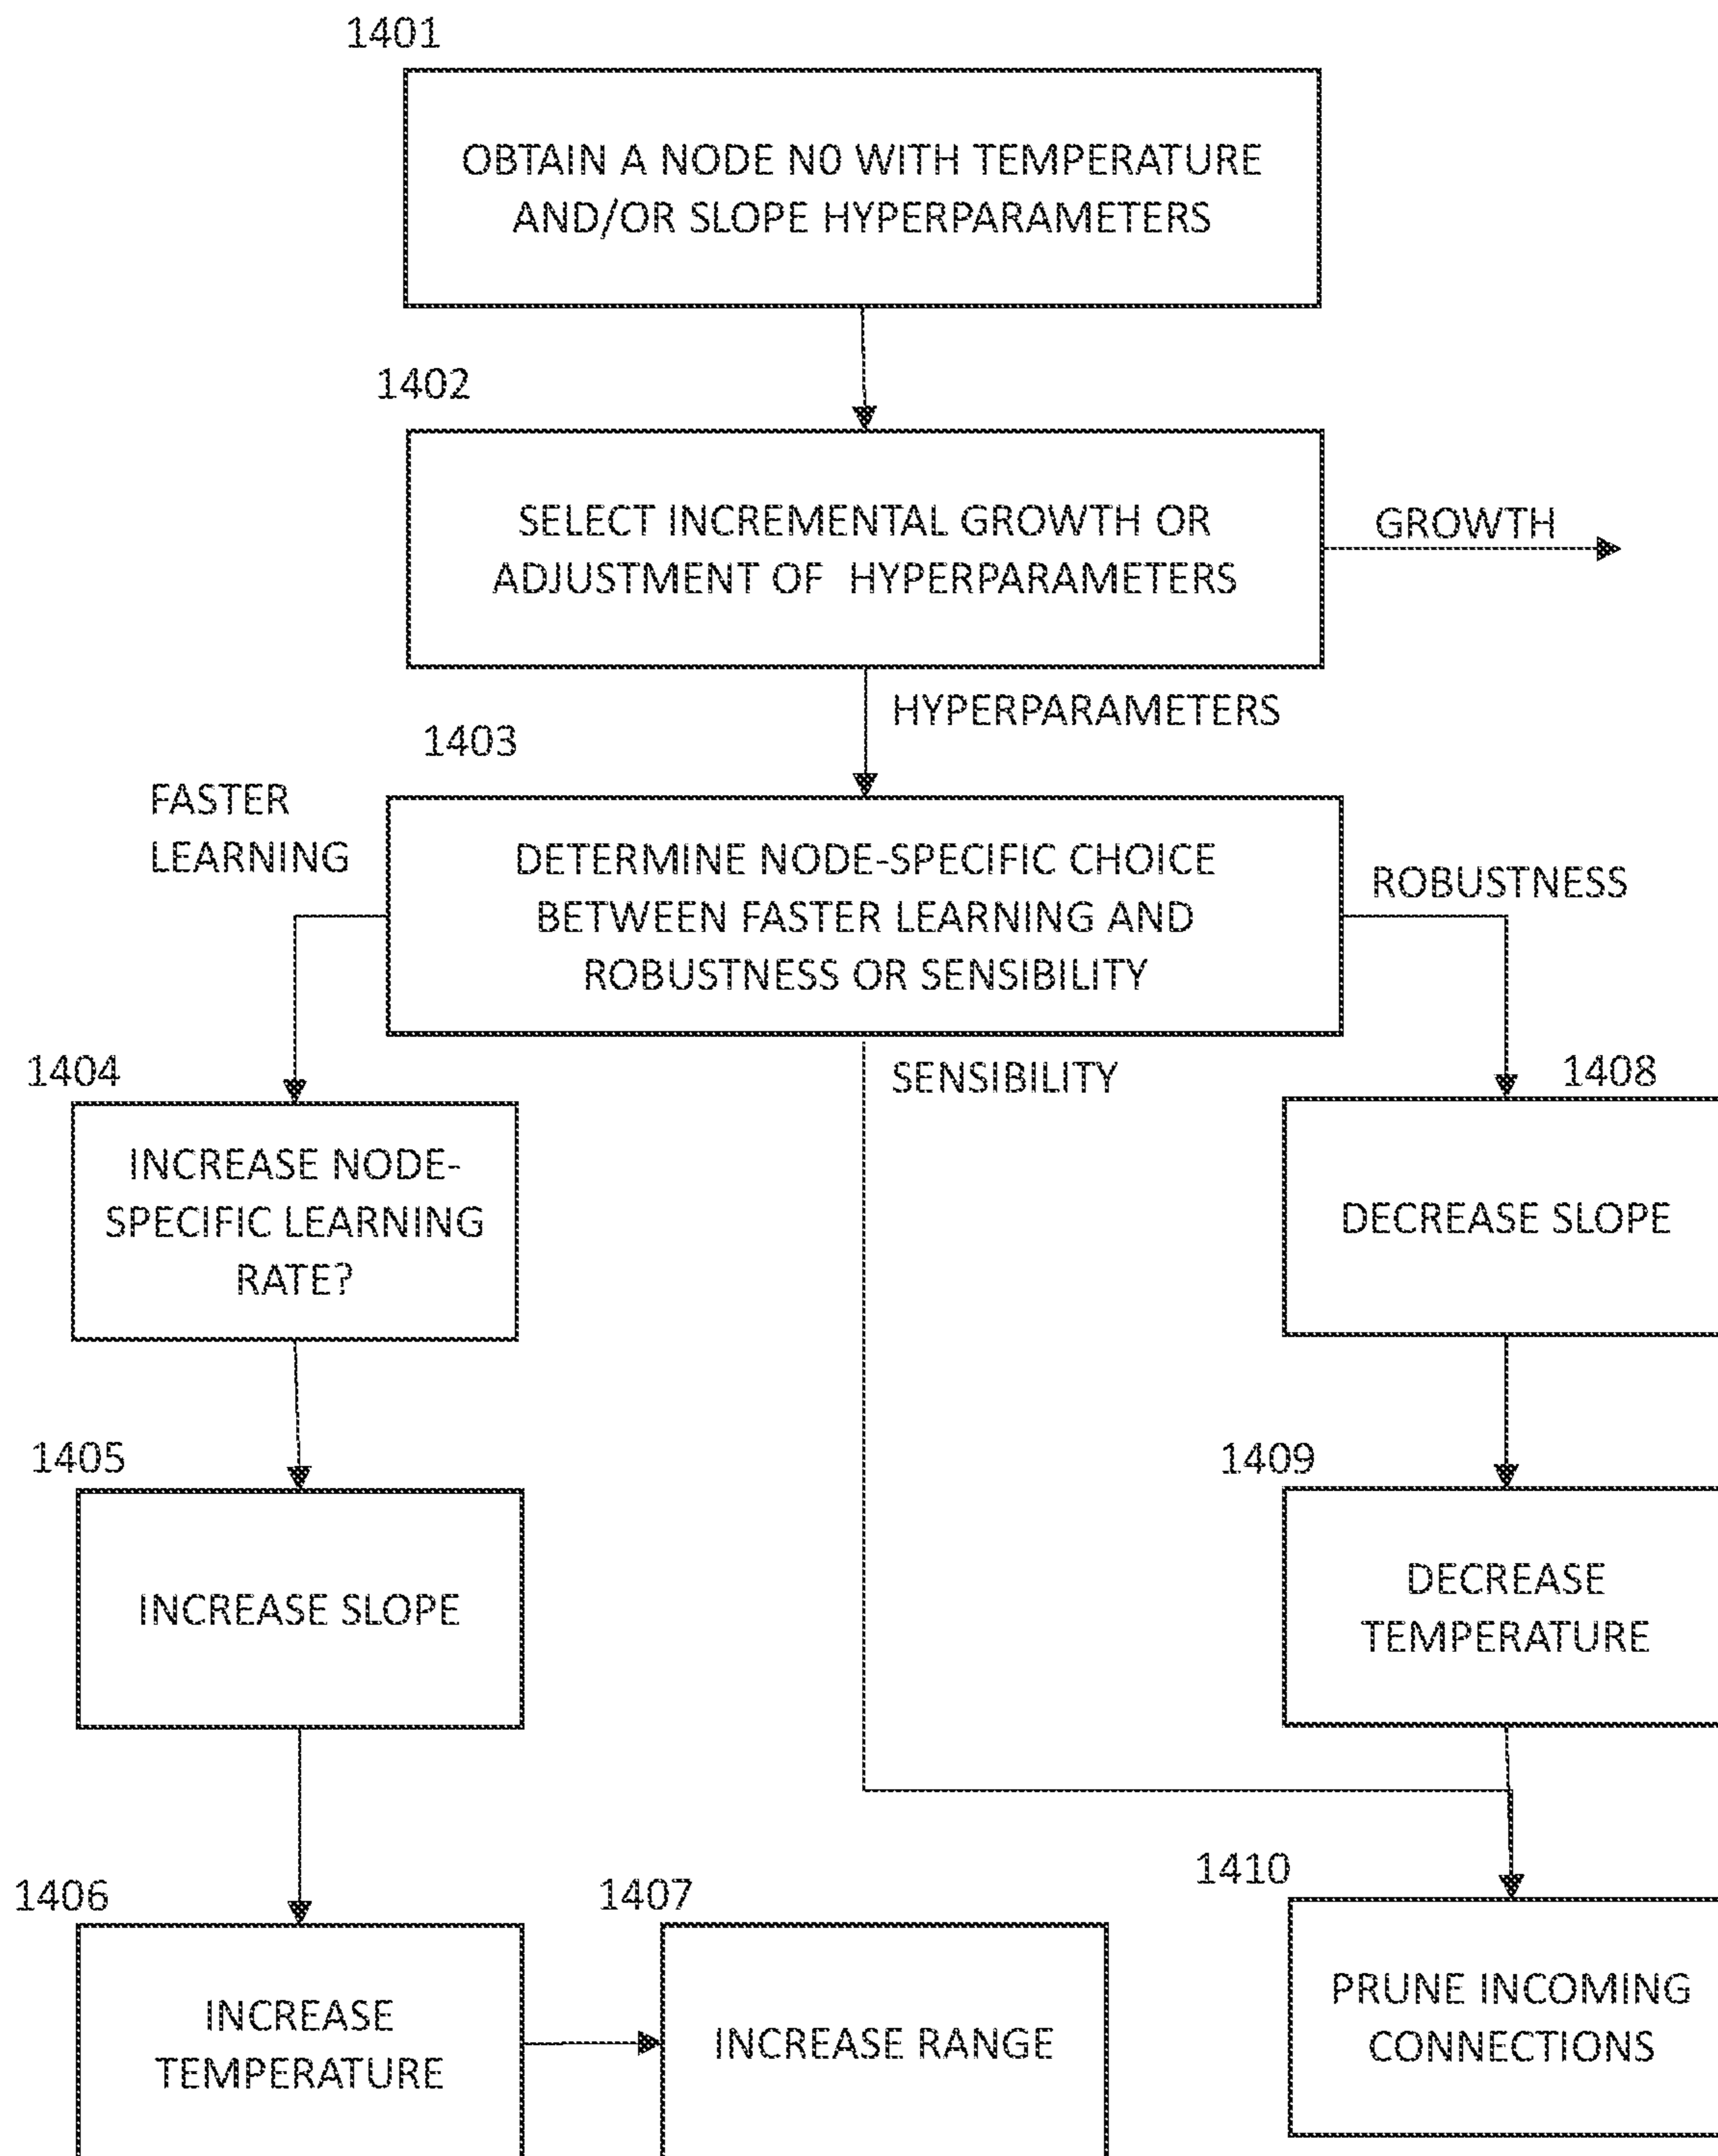 1401
OBTAIN A NODE N0 WITH TEMPERATURE
AND/OR SLOPE HYPERPARAMETERS
1402
SELECT INCREMENTAL GROWTH OR
ADJUSTMENT OF HYPERPARAMETERS
GROWTH
HYPERPARAMETERS
1403
FASTER
LEARNING
DETERMINE NODE-SPECIFIC CHOICE
BETWEEN FASTER LEARNING AND
ROBUSTNESS OR SENSIBILITY
ROBUSTNESS
SENSIBILITY
1404
INCREASE NODE-
SPECIFIC LEARNING
RATE?
1408
DECREASE SLOPE
1405
INCREASE SLOPE
1409
DECREASE
TEMPERATURE
1406
INCREASE
TEMPERATURE
1407
INCREASE RANGE
1410
PRUNE INCOMING
CONNECTIONS